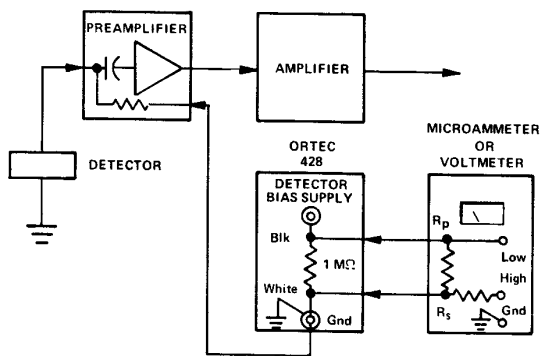 PREAMPLIFIER
AMPLIFIER
DETECTOR
ORTEC
428
DETECTOR
BIAS SUPPLY
Blk
1 MΩ
White
Gnd
MICROAMMETER
OR
VOLTMETER
Rp
Low
High
Rs
Gnd